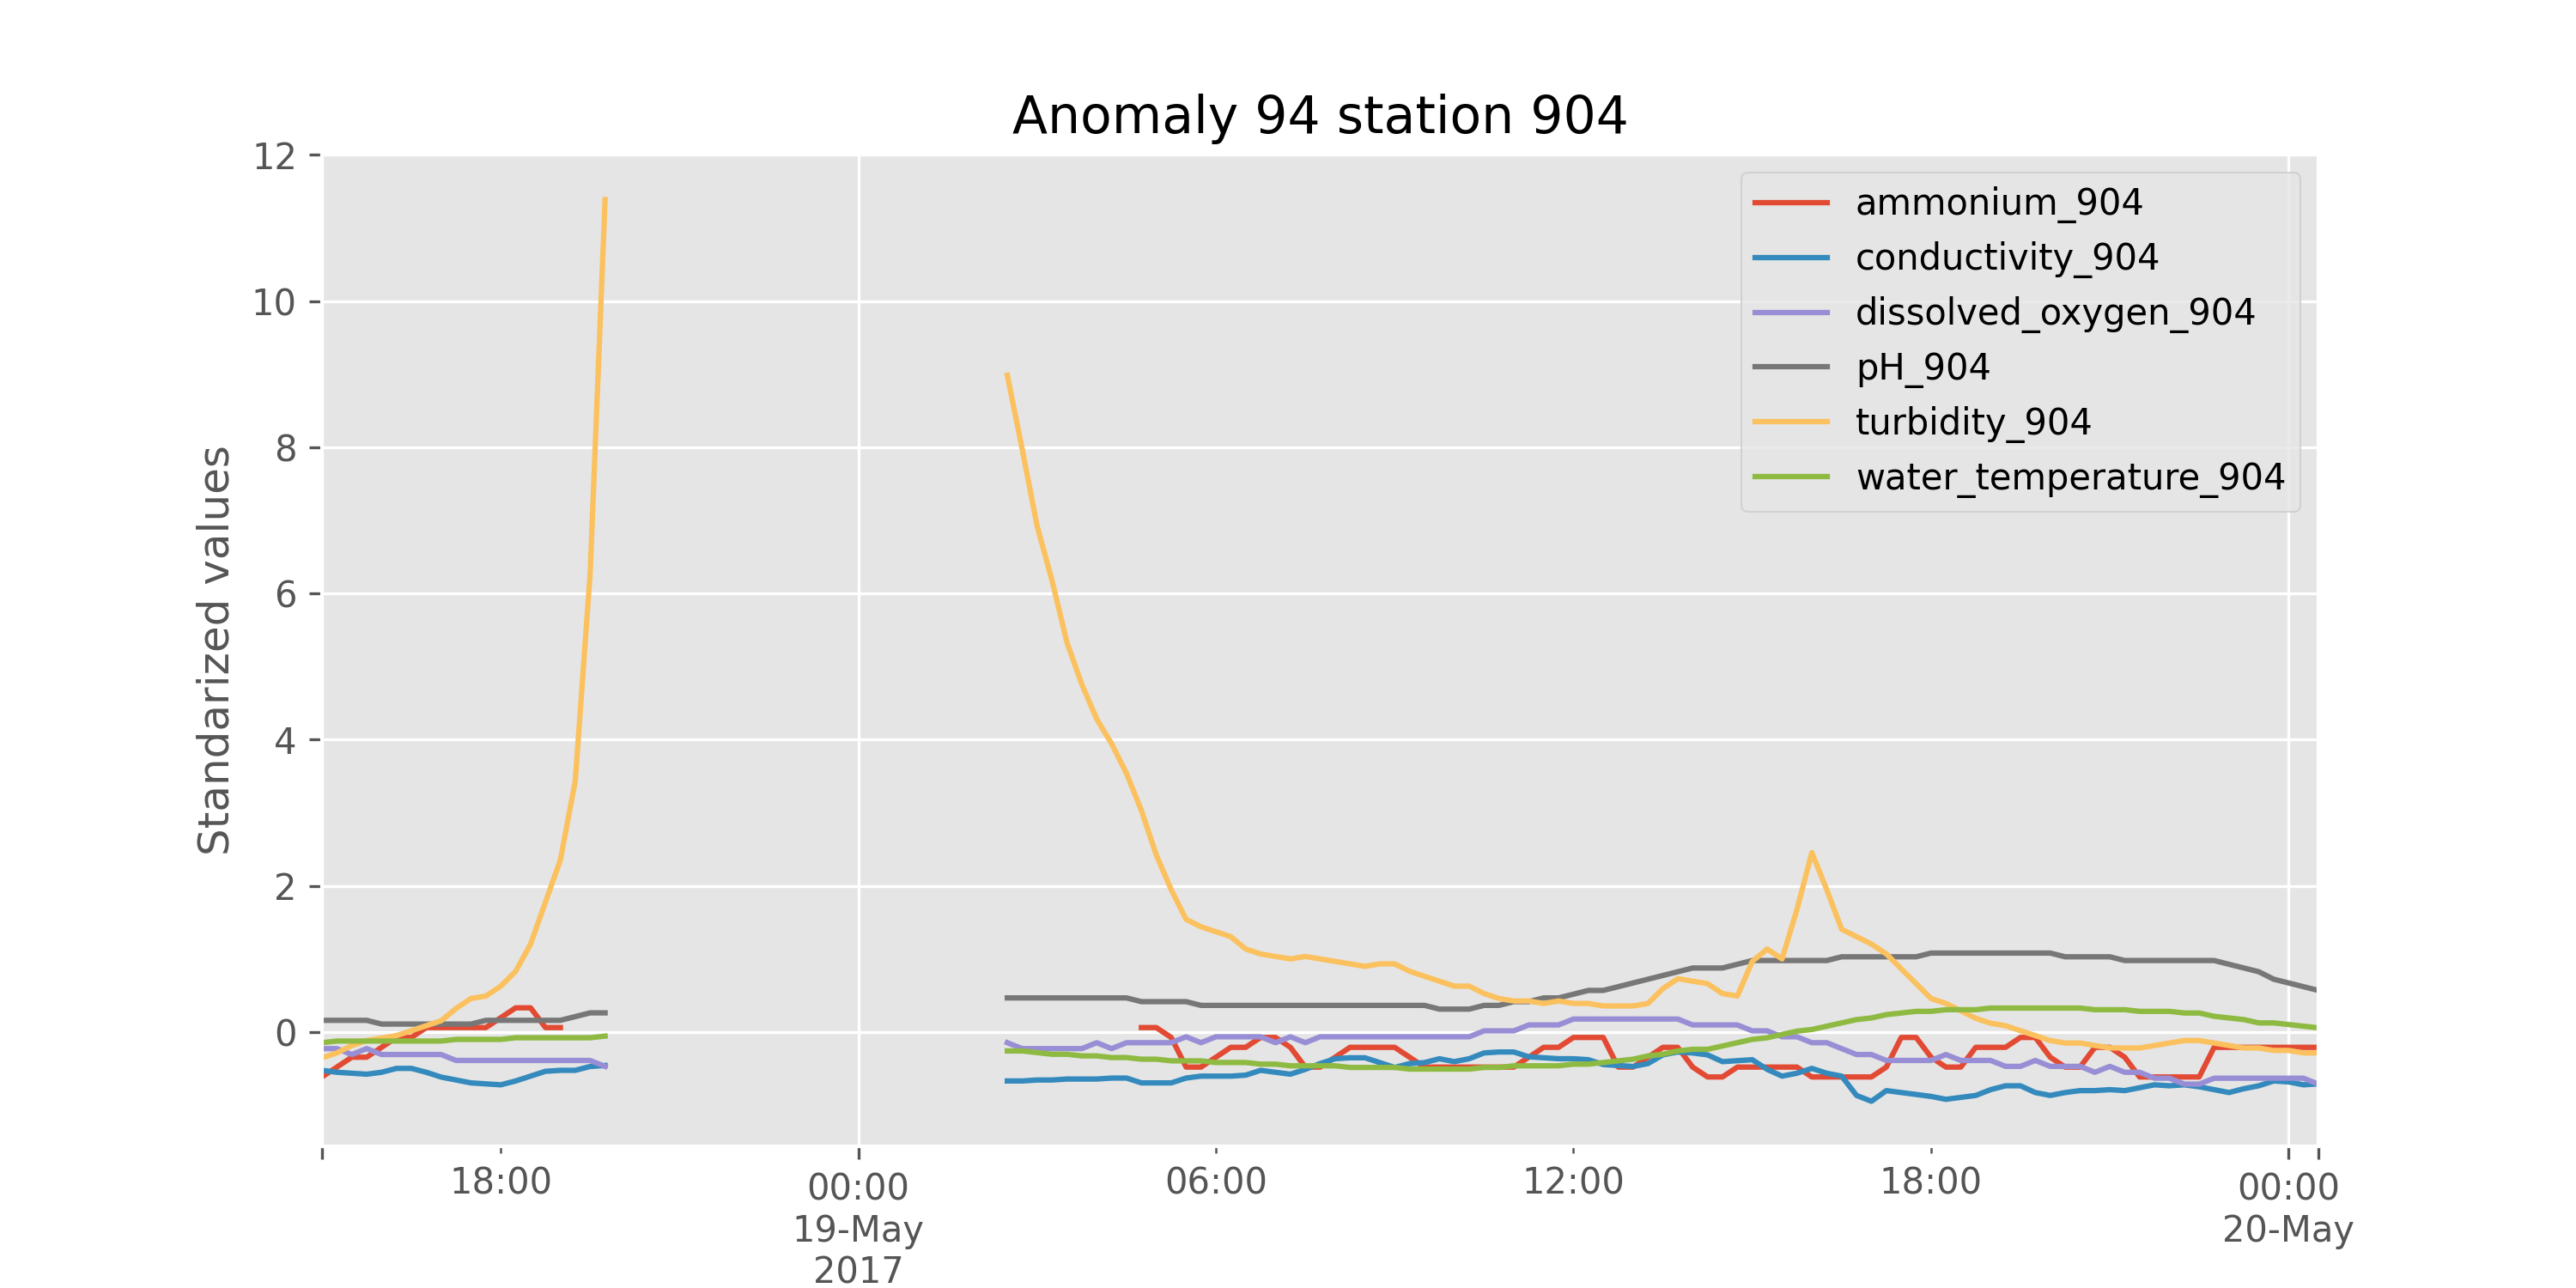 Anomaly 94 station 904
12
10
8
6
4
2
0
Standarized values
ammonium_904
conductivity_904
dissolved_oxygen_904
pH_904
turbidity_904
water_temperature_904
18:00 00:00 06:00 12:00 18:00 00:00
19-May 20-May
2017